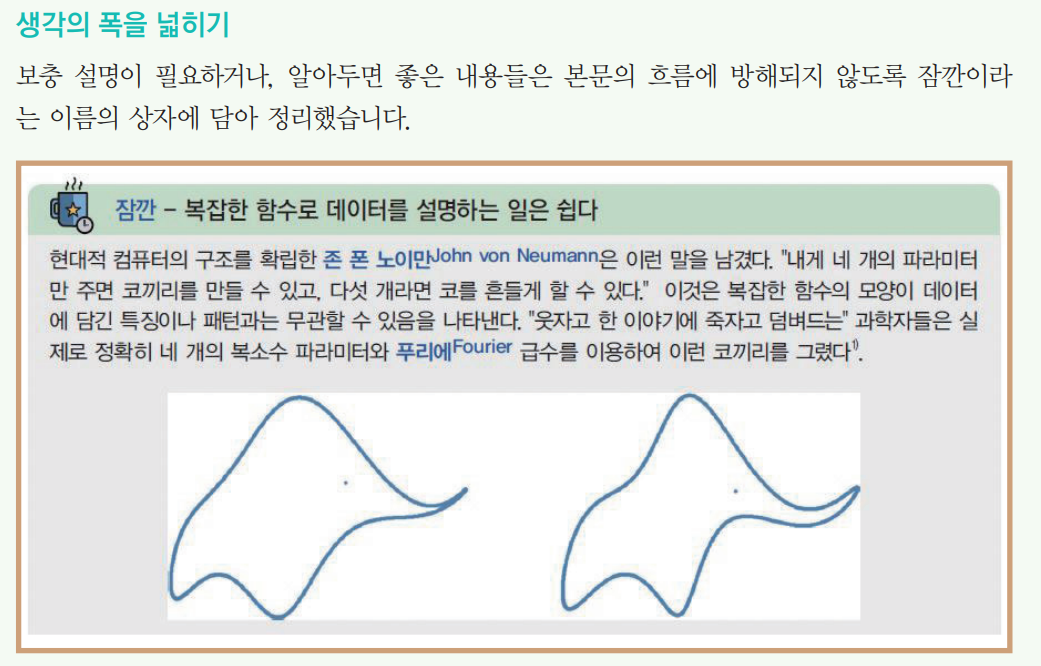 생각의 폭을 넓히기
보충 설명이 필요하거나, 알아두면 좋은 내용들은 본문의 흐름에 방해되지 않도록 잠깐이라
는 이름의 상자에 담아 정리했습니다.
잠깐 – 복잡한 함수로 데이터를 설명하는 일은 쉽다
현대적 컴퓨터의 구조를 확립한 존 폰 노이만John von Neumann은 이런 말을 남겼다. "내게 네 개의 파라미터
만 주면 코끼리를 만들 수 있고, 다섯 개라면 코를 흔들게 할 수 있다." 이것은 복잡한 함수의 모양이 데이터
에 담긴 특징이나 패턴과는 무관할 수 있음을 나타낸다. "웃자고 한 이야기에 죽자고 덤벼드는" 과학자들은 실
제로 정확히 네 개의 복소수 파라미터와 푸리에Fourier 급수를 이용하여 이런 코끼리를 그렸다1).